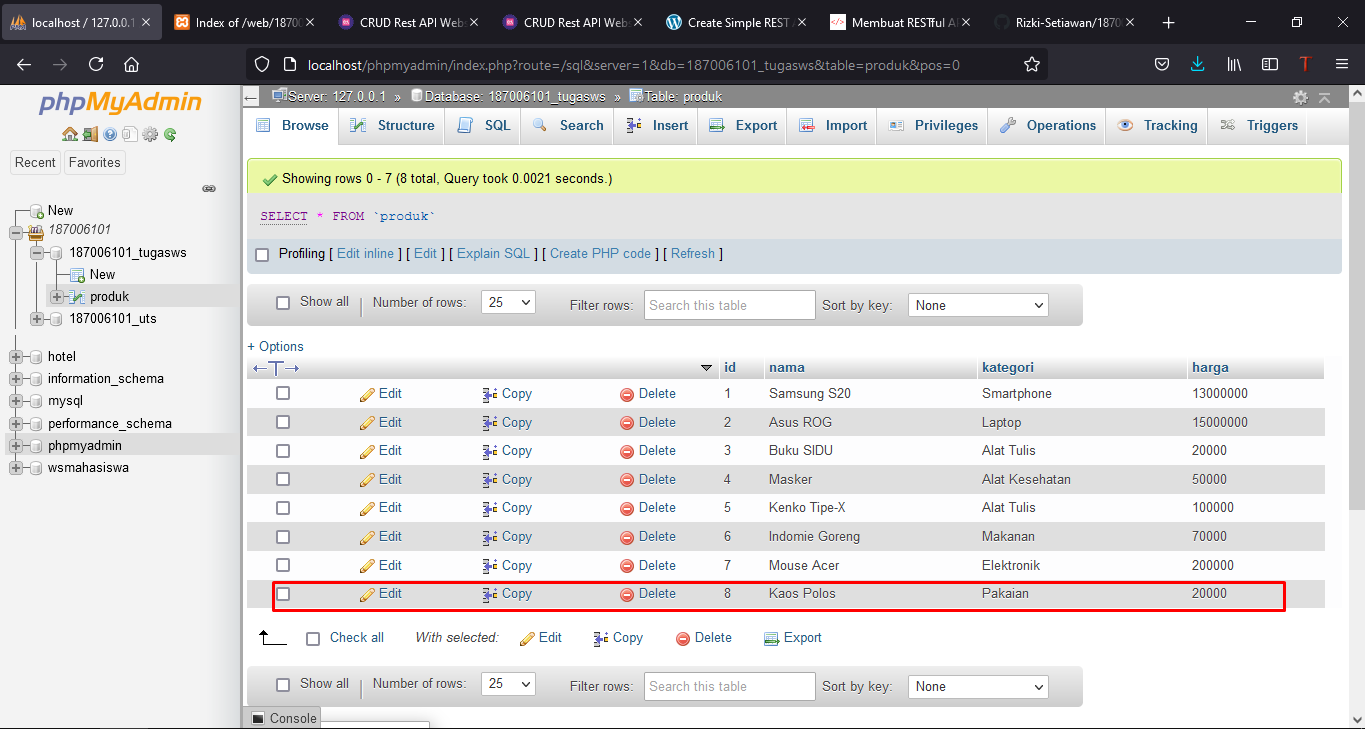 localhost / 127.0.0.1
Index of /web/1870
CRUD Rest API Web
CRUD Rest API Web
Create Simple REST A
Membuat RESTful A
Rizki-Setiawan/1870
localhost/phpmyadmin/index.php?route=/sql&server=1&db=187006101_tugasws&table=produk&pos=0
phpMyAdmin
Recent Favorites
New
187006101
187006101_tugasws
New
produk
187006101_uts
hotel
information_schema
mysql
performance_schema
phpmyadmin
wsmahasiswa
Server: 127.0.0.1 » Database: 187006101_tugasws » Table: produk
Browse Structure SQL Search Insert Export Import Privileges Operations Tracking Triggers
Showing rows 0 - 7 (8 total, Query took 0.0021 seconds.)
SELECT * FROM `produk`
Profiling [ Edit inline ] [ Edit ] [ Explain SQL ] [ Create PHP code ] [ Refresh ]
Show all | Number of rows: 25 Filter rows: Search this table Sort by key: None
+ Options
←T→ id nama kategori harga
Edit Copy Delete 1 Samsung S20 Smartphone 13000000
Edit Copy Delete 2 Asus ROG Laptop 15000000
Edit Copy Delete 3 Buku SIDU Alat Tulis 20000
Edit Copy Delete 4 Masker Alat Kesehatan 50000
Edit Copy Delete 5 Kenko Tipe-X Alat Tulis 100000
Edit Copy Delete 6 Indomie Goreng Makanan 70000
Edit Copy Delete 7 Mouse Acer Elektronik 200000
Edit Copy Delete 8 Kaos Polos Pakaian 20000
Check all With selected: Edit Copy Delete Export
Show all | Number of rows: 25 Filter rows: Search this table Sort by key: None
Console